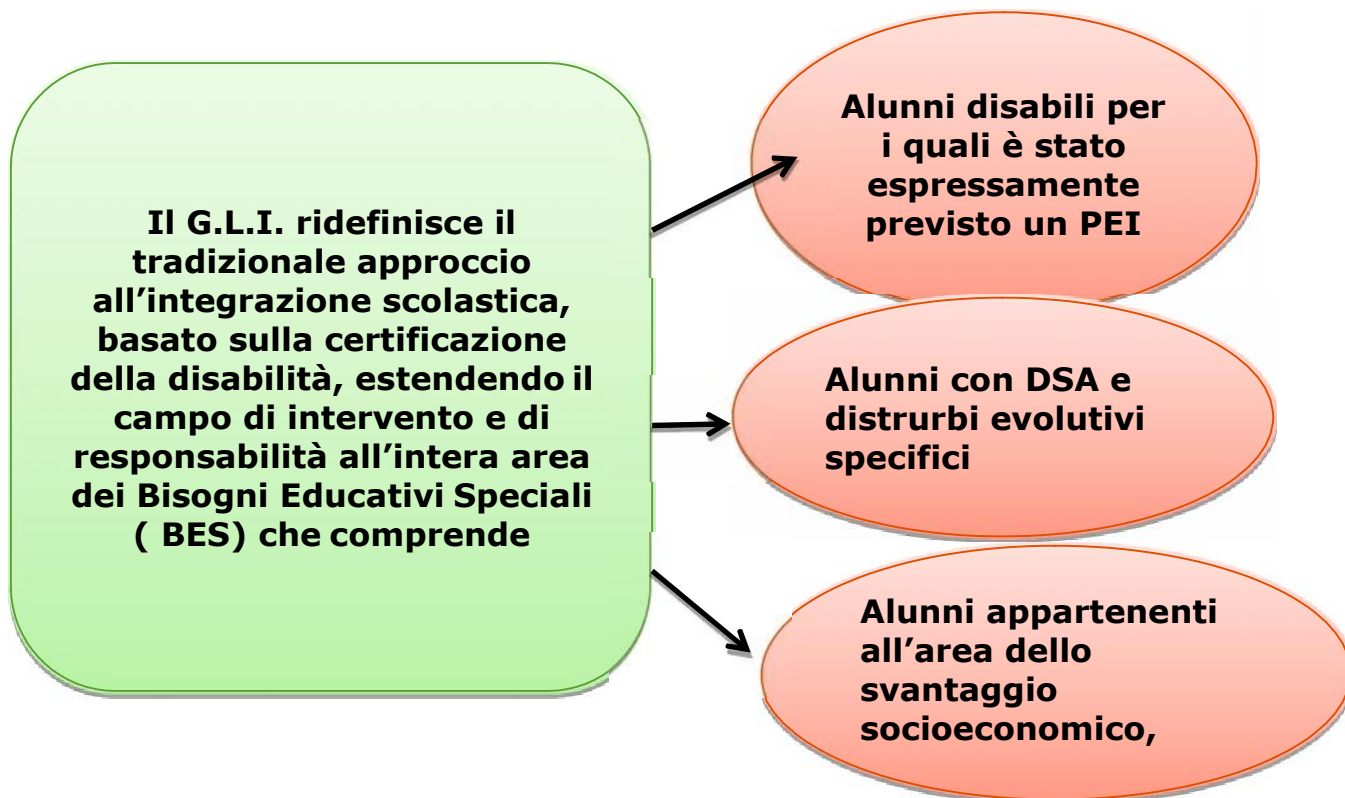 Il G.L.I. ridefinisce il
tradizionale approccio
all’integrazione scolastica,
basato sulla certificazione
della disabilità, estendendo il
campo di intervento e di
responsabilità all’intera area
dei Bisogni Educativi Speciali
( BES) che comprende
Alunni disabili per
i quali è stato
espressamente
previsto un PEI
Alunni con DSA e
distrurbi evolutivi
specifici
Alunni appartenenti
all’area dello
svantaggio
socioeconomico,